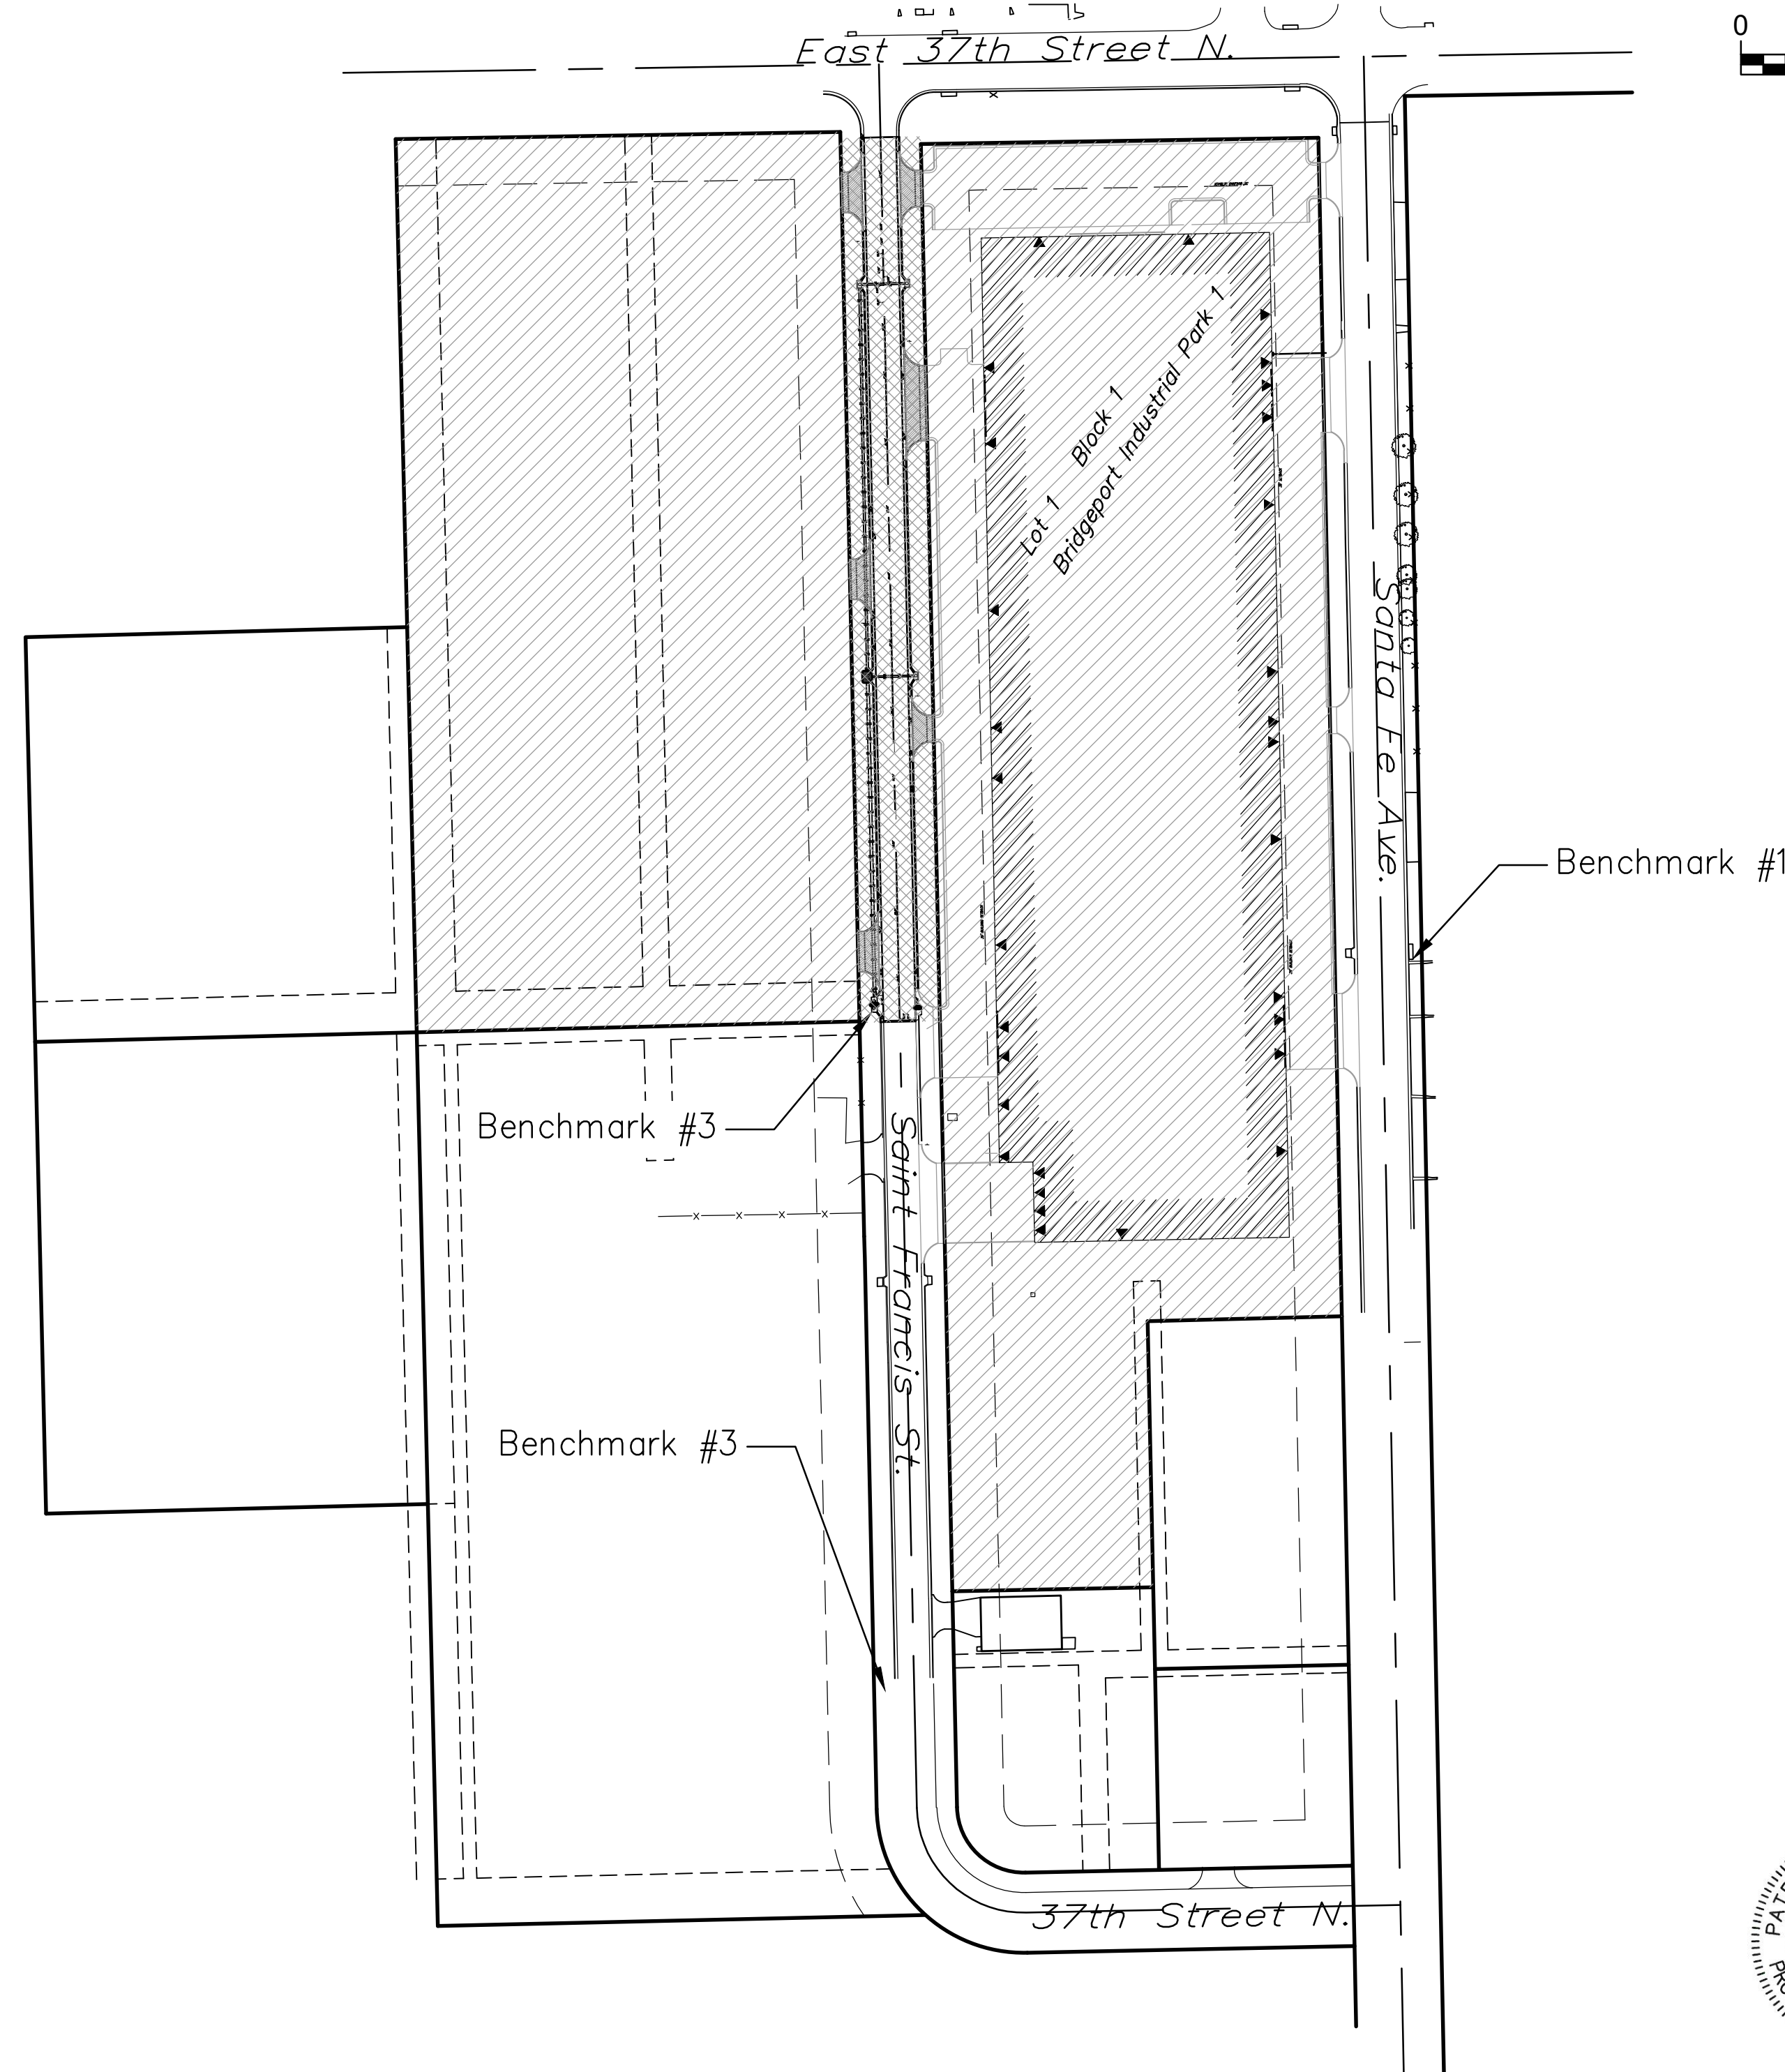 0
East 37th Street N.
Lot 1 Block 1
Bridgeport Industrial Park 1
Santa Fe Ave.
Benchmark #1
Benchmark #3
Saint Francis St.
Benchmark #3
37th Street N.